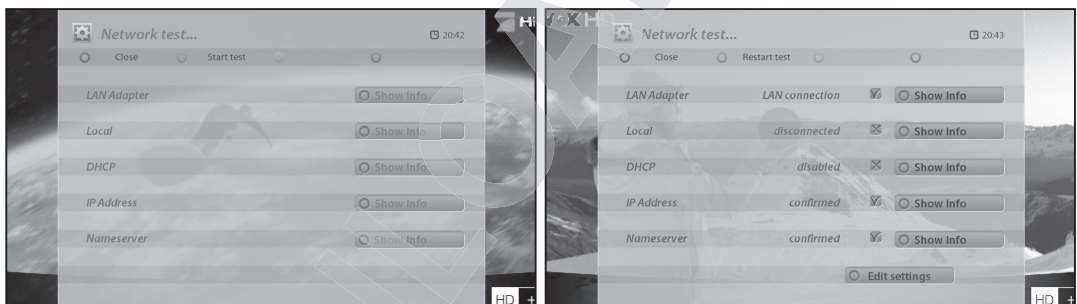 Network test...
20:42
Close Start test
LAN Adapter Show Info
Local Show Info
DHCP Show Info
IP Address Show Info
Nameserver Show Info
HD +
Network test...
20:43
Close Restart test
LAN Adapter LAN connection Show Info
Local disconnected Show Info
DHCP disabled Show Info
IP Address confirmed Show Info
Nameserver confirmed Show Info
Edit settings
HD +